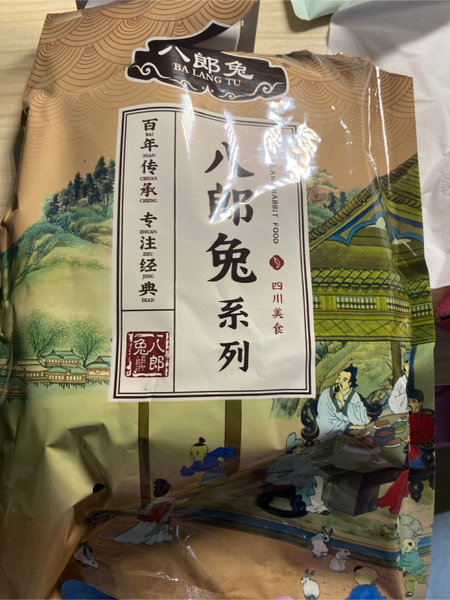 八郎兔
BA LANG TU
百年传承 专注经典
BAI NIAN CHUAN CHENG ZHUAN ZHU JING DIAN
八郎兔系列
RABBIT FOOD
四川美食
八郎兔